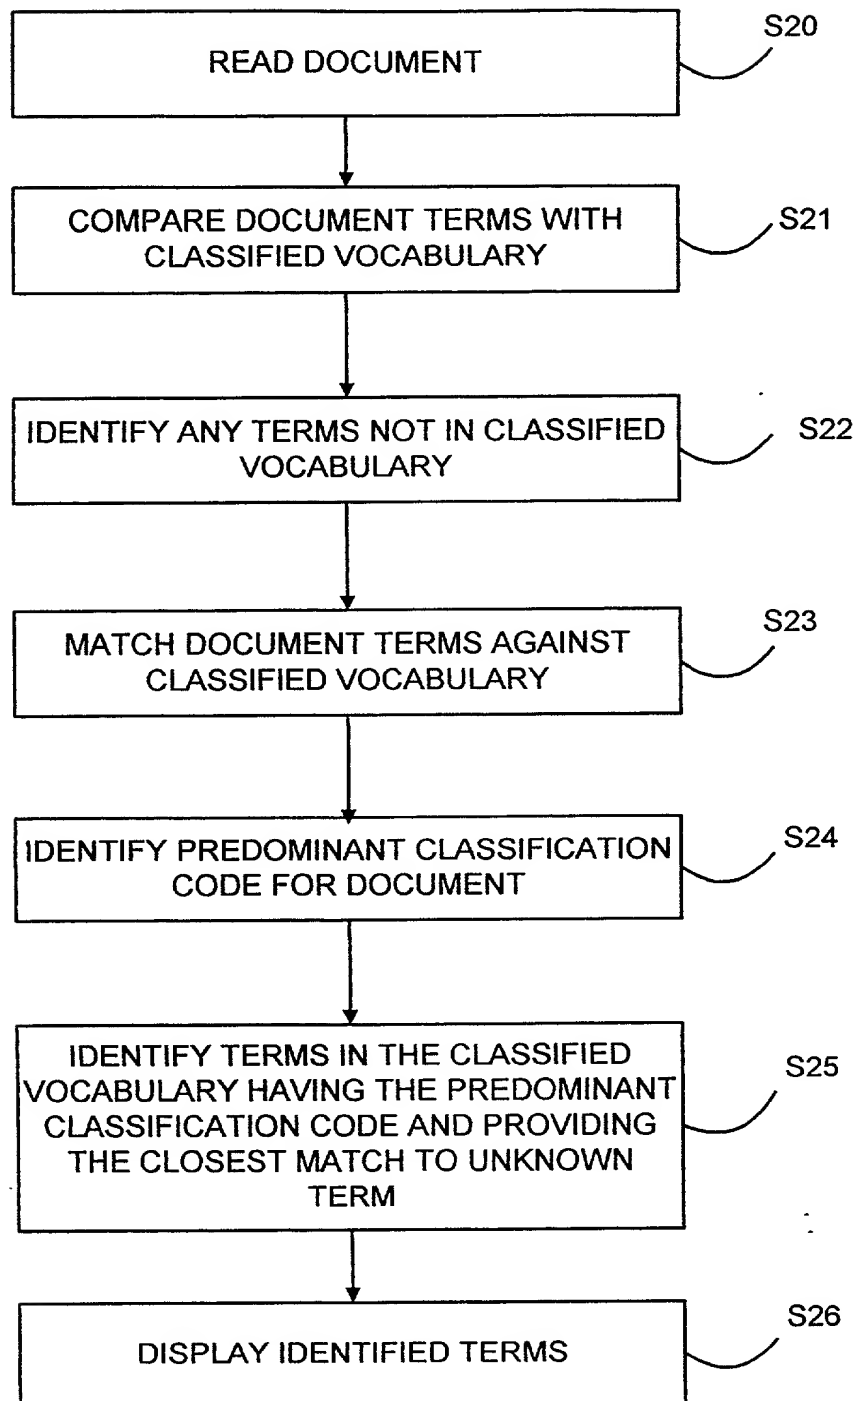 READ DOCUMENT
S20
COMPARE DOCUMENT TERMS WITH
CLASSIFIED VOCABULARY
S21
IDENTIFY ANY TERMS NOT IN CLASSIFIED
VOCABULARY
S22
MATCH DOCUMENT TERMS AGAINST
CLASSIFIED VOCABULARY
S23
IDENTIFY PREDOMINANT CLASSIFICATION
CODE FOR DOCUMENT
S24
IDENTIFY TERMS IN THE CLASSIFIED
VOCABULARY HAVING THE PREDOMINANT
CLASSIFICATION CODE AND PROVIDING
THE CLOSEST MATCH TO UNKNOWN
TERM
S25
DISPLAY IDENTIFIED TERMS
S26